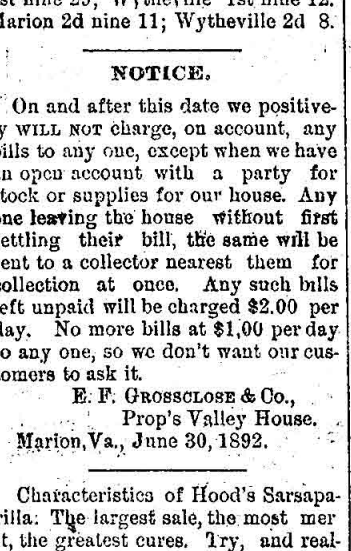 Marion 2d nine 11; Wytheville 2d 8.
NOTICE.
On and after this date we positive-
y WILL NOT charge, on account, any
ills to any one, except when we have
n open account with a party for
tock or supplies for our house. Any
ne leaving the house without first
ettling their bill, the same will be
ent to a collector nearest them for
ollection at once. Any such bills
eft unpaid will be charged $2.00 per
ay. No more bills at $1,00 per day
o any one, so we don't want our cus-
omers to ask it.
E. F. GROSSCLOSE & Co.,
Prop's Valley House.
Marion, Va., June 30, 1892.
Characteristics of Hood's Sarsapa-
rilla: The largest sale, the most mer
t, the greatest cures. Try, and real-